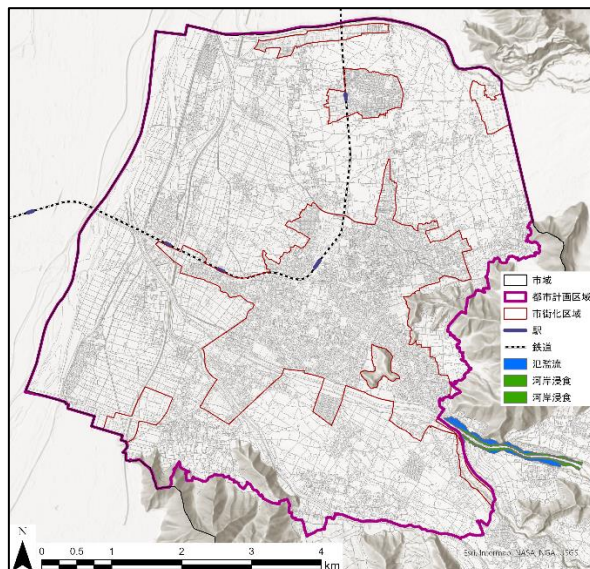 市域
都市計画区域
市街化区域
駅
鉄道
氾濫流
河岸浸食
河岸浸食
N
0 0.5 1 2 3 4
km
Esri, Intermap, NASA, NGA, USGS